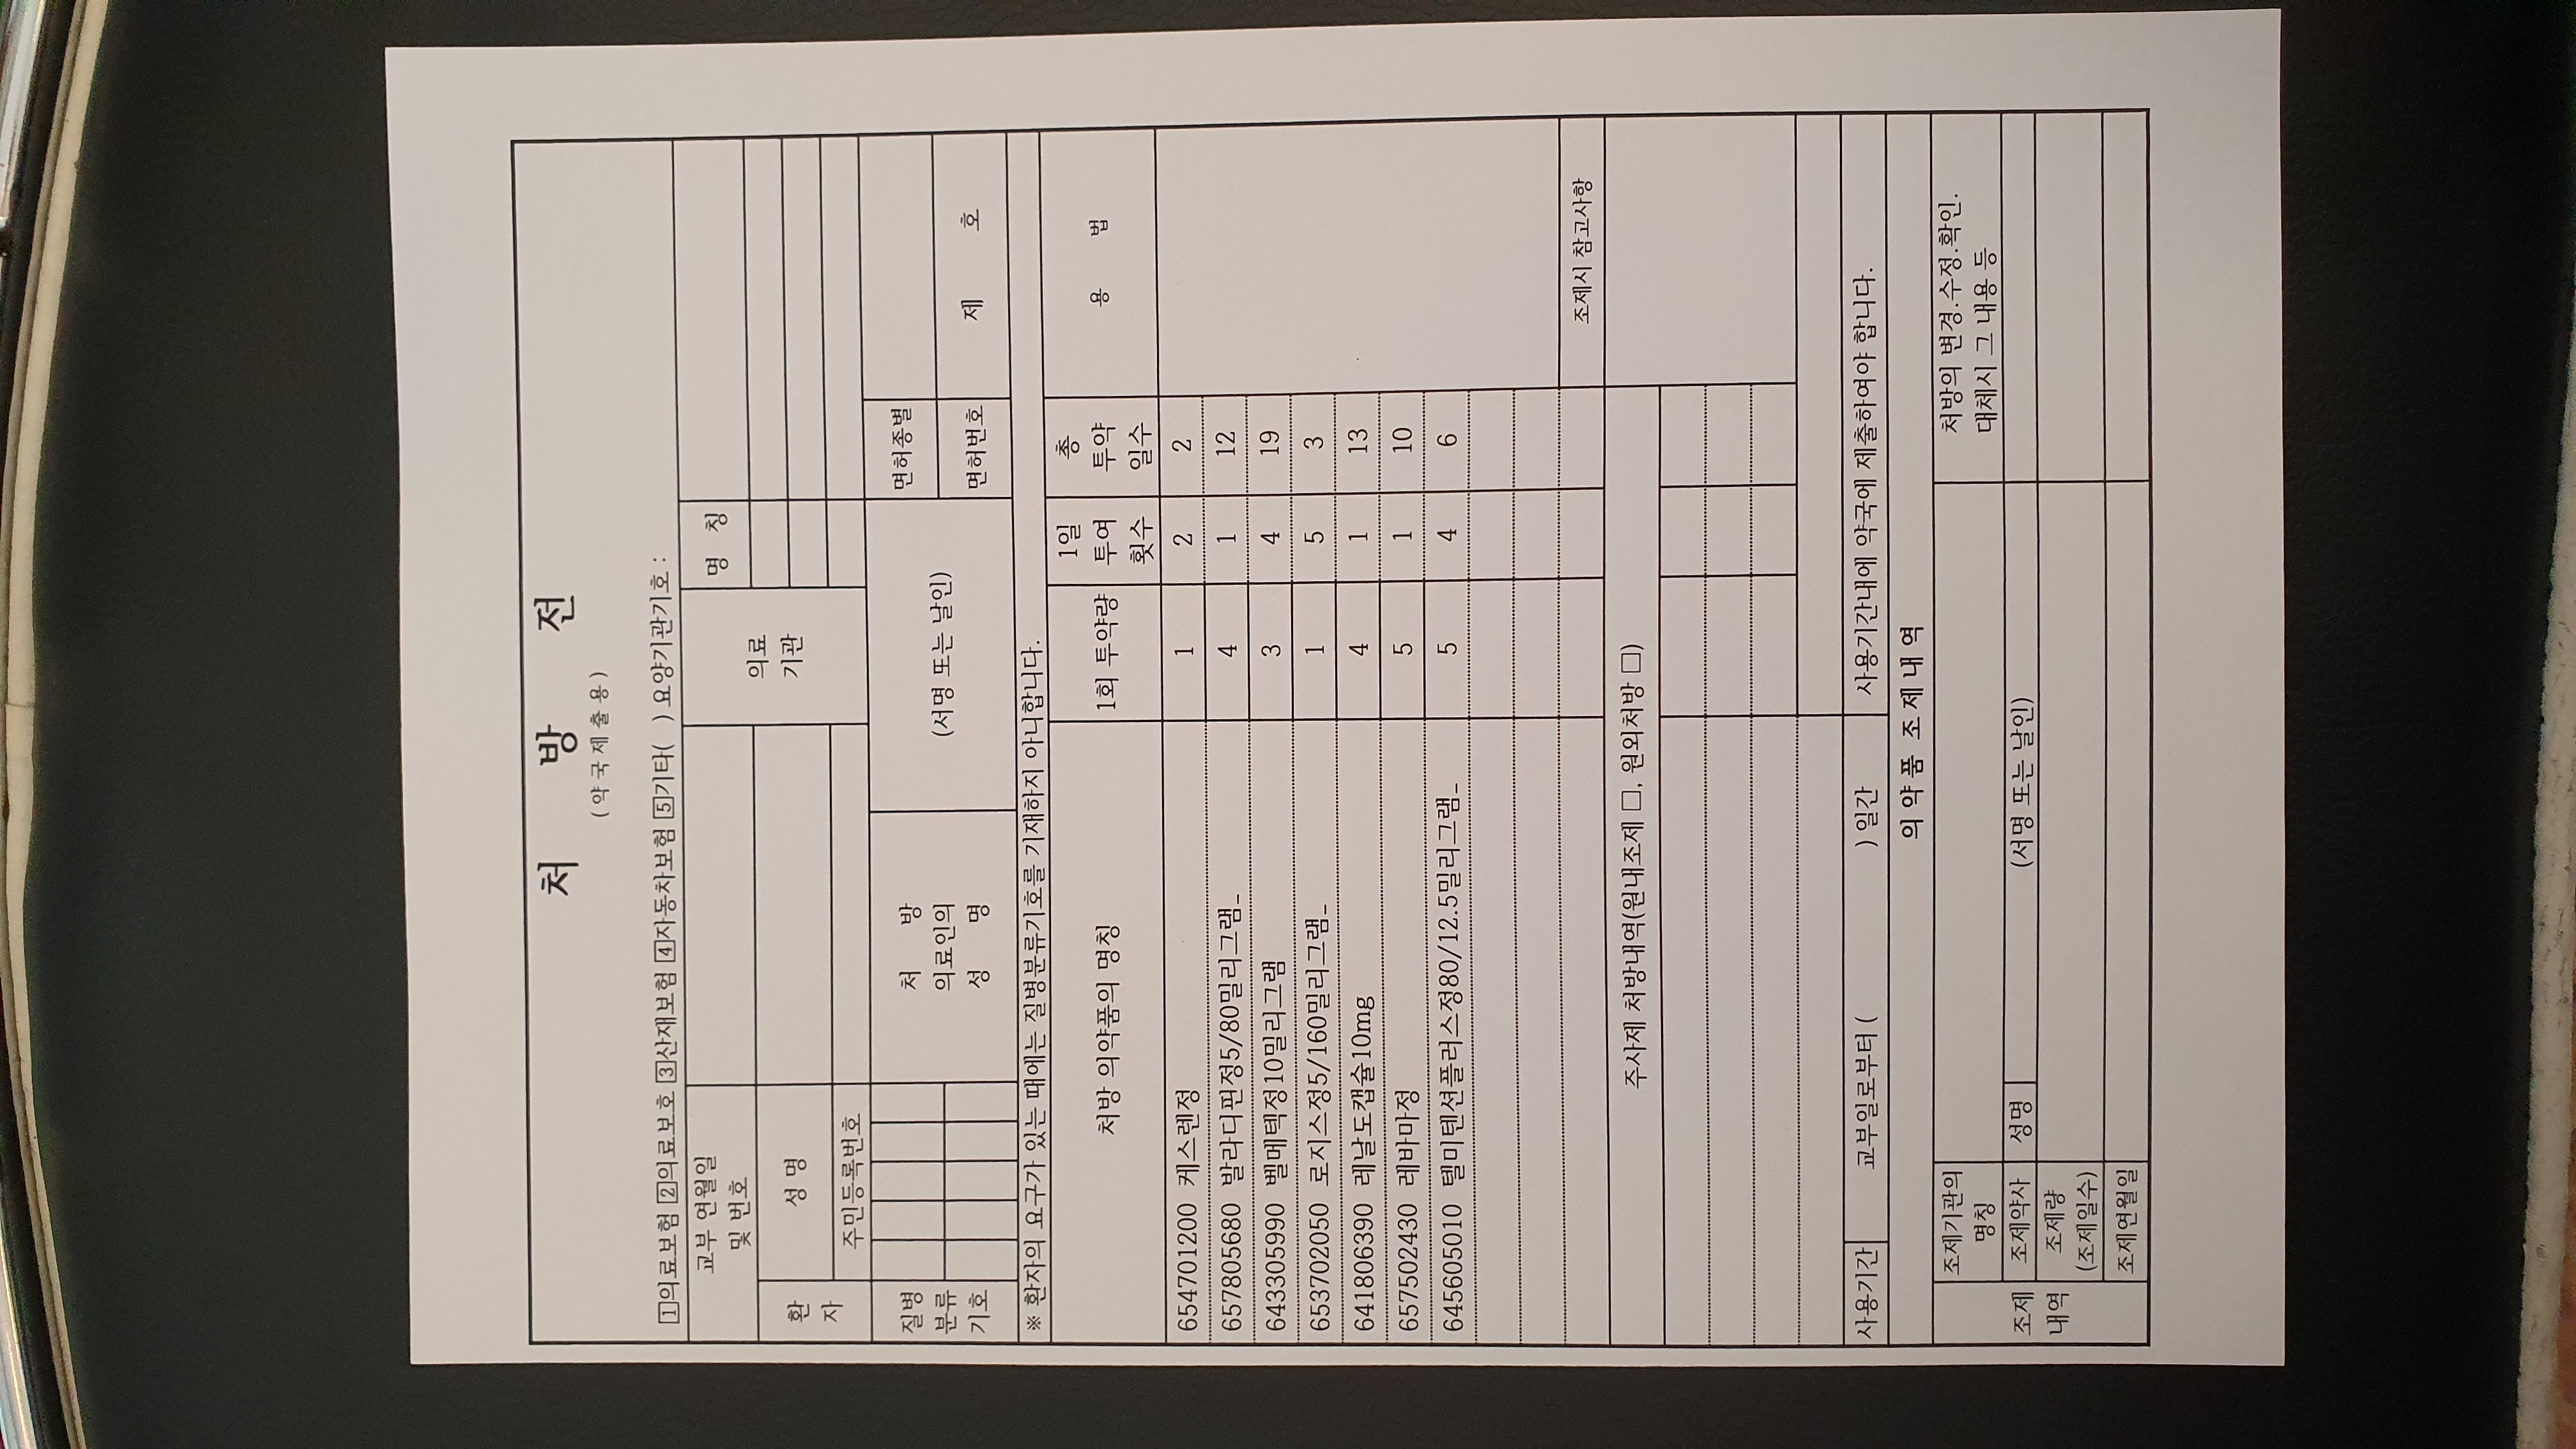 처 방 전
(약국제출용)
1의료보험 2의료보호 3산재보험 4자동차보험 5기타( ) 요양기관기호 :
교부 연월일
및 번호
의료
기관
명 칭
환
자
성 명
주민등록번호
질병
분류
기호
처 방
의료인의
성 명
(서명 또는 날인)
면허종별
면허번호
제 호
※ 환자의 요구가 있는 때에는 질병분류기호를 기재하지 아니합니다.
처방 의약품의 명칭
1회 투약량
1일
투여
횟수
총
투약
일수
용 법
654701200 케스렌정 1 2 2
657805680 발라디핀정5/80밀리그램_ 4 1 12
643305990 벨메텍정10밀리그램 3 4 19
653702050 로지스정5/160밀리그램_ 1 5 3
641806390 레날도캡슐10mg 4 1 13
657502430 레바마정 5 1 10
645605010 텔미텐션플러스정80/12.5밀리그램_ 5 4 6
조제시 참고사항
주사제 처방내역(원내조제 □, 원외처방 □)
사용기간 교부일로부터 ( ) 일간 사용기간내에 약국에 제출하여야 합니다.
의약품 조제내역
조제
내역
조제기관의
명칭
처방의 변경.수정.확인.
대체시 그 내용 등
조제약사 성명 (서명 또는 날인)
조제량
(조제일수)
조제연월일